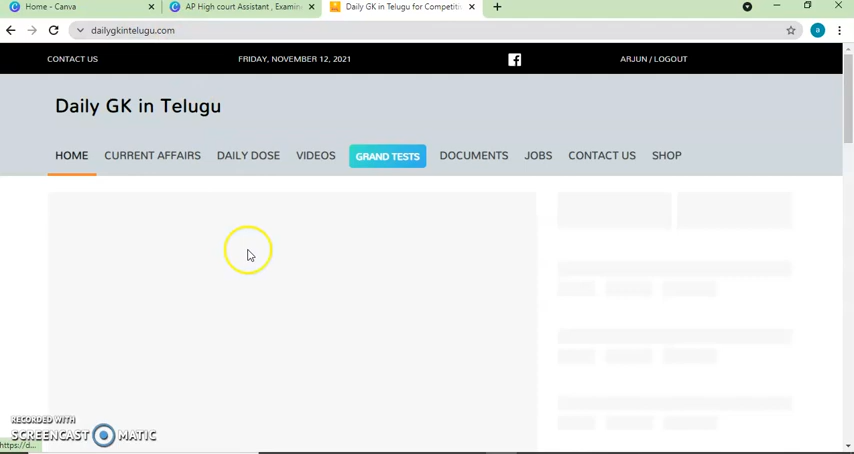 Home - Canva
AP High court Assistant , Examine
Daily GK in Telugu for Competiti
dailygkintelugu.com
CONTACT US
FRIDAY, NOVEMBER 12, 2021
ARJUN / LOGOUT
Daily GK in Telugu
HOME
CURRENT AFFAIRS
DAILY DOSE
VIDEOS
GRAND TESTS
DOCUMENTS
JOBS
CONTACT US
SHOP
RECORDED WITH
SCREENCAST MATIC
https://d...